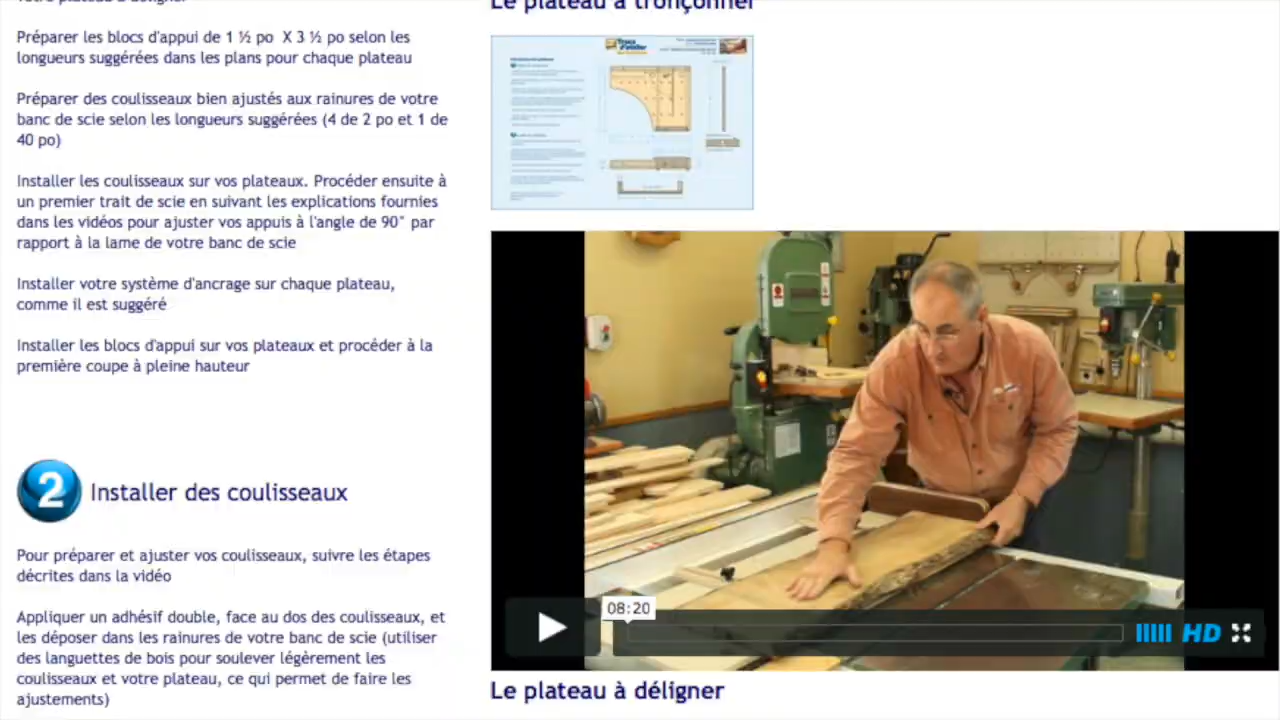 Le plateau à tronçonner
Préparer les blocs d'appui de 1 ½ po X 3 ½ po selon les
longueurs suggérées dans les plans pour chaque plateau
Préparer des coulisseaux bien ajustés aux rainures de votre
banc de scie selon les longueurs suggérées (4 de 2 po et 1 de
40 po)
Installer les coulisseaux sur vos plateaux. Procéder ensuite à
un premier trait de scie en suivant les explications fournies
dans les vidéos pour ajuster vos appuis à l'angle de 90° par
rapport à la lame de votre banc de scie
Installer votre système d'ancrage sur chaque plateau,
comme il est suggéré
Installer les blocs d'appui sur vos plateaux et procéder à la
première coupe à pleine hauteur
2 Installer des coulisseaux
Pour préparer et ajuster vos coulisseaux, suivre les étapes
décrites dans la vidéo
Appliquer un adhésif double, face au dos des coulisseaux, et
les déposer dans les rainures de votre banc de scie (utiliser
des languettes de bois pour soulever légèrement les
coulisseaux et votre plateau, ce qui permet de faire les
ajustements)
08:20
HD
Le plateau à déligner